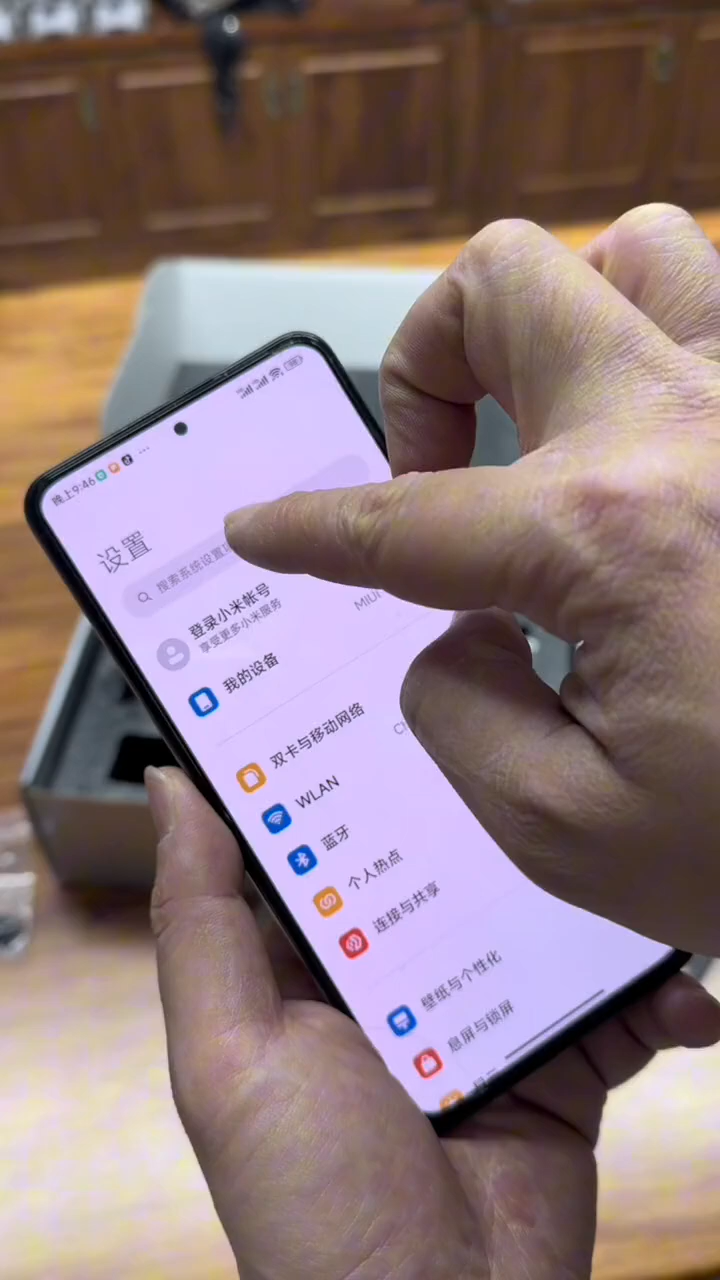 晚上9:46
设置
搜索系统设置
登录小米帐号
享受更多小米服务
MIUI
我的设备
双卡与移动网络
WLAN
蓝牙
个人热点
连接与共享
壁纸与个性化
息屏与锁屏